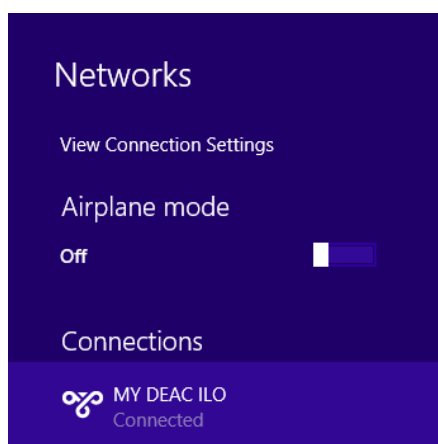 Networks
View Connection Settings
Airplane mode
Off
Connections
MY DEAC ILO
Connected